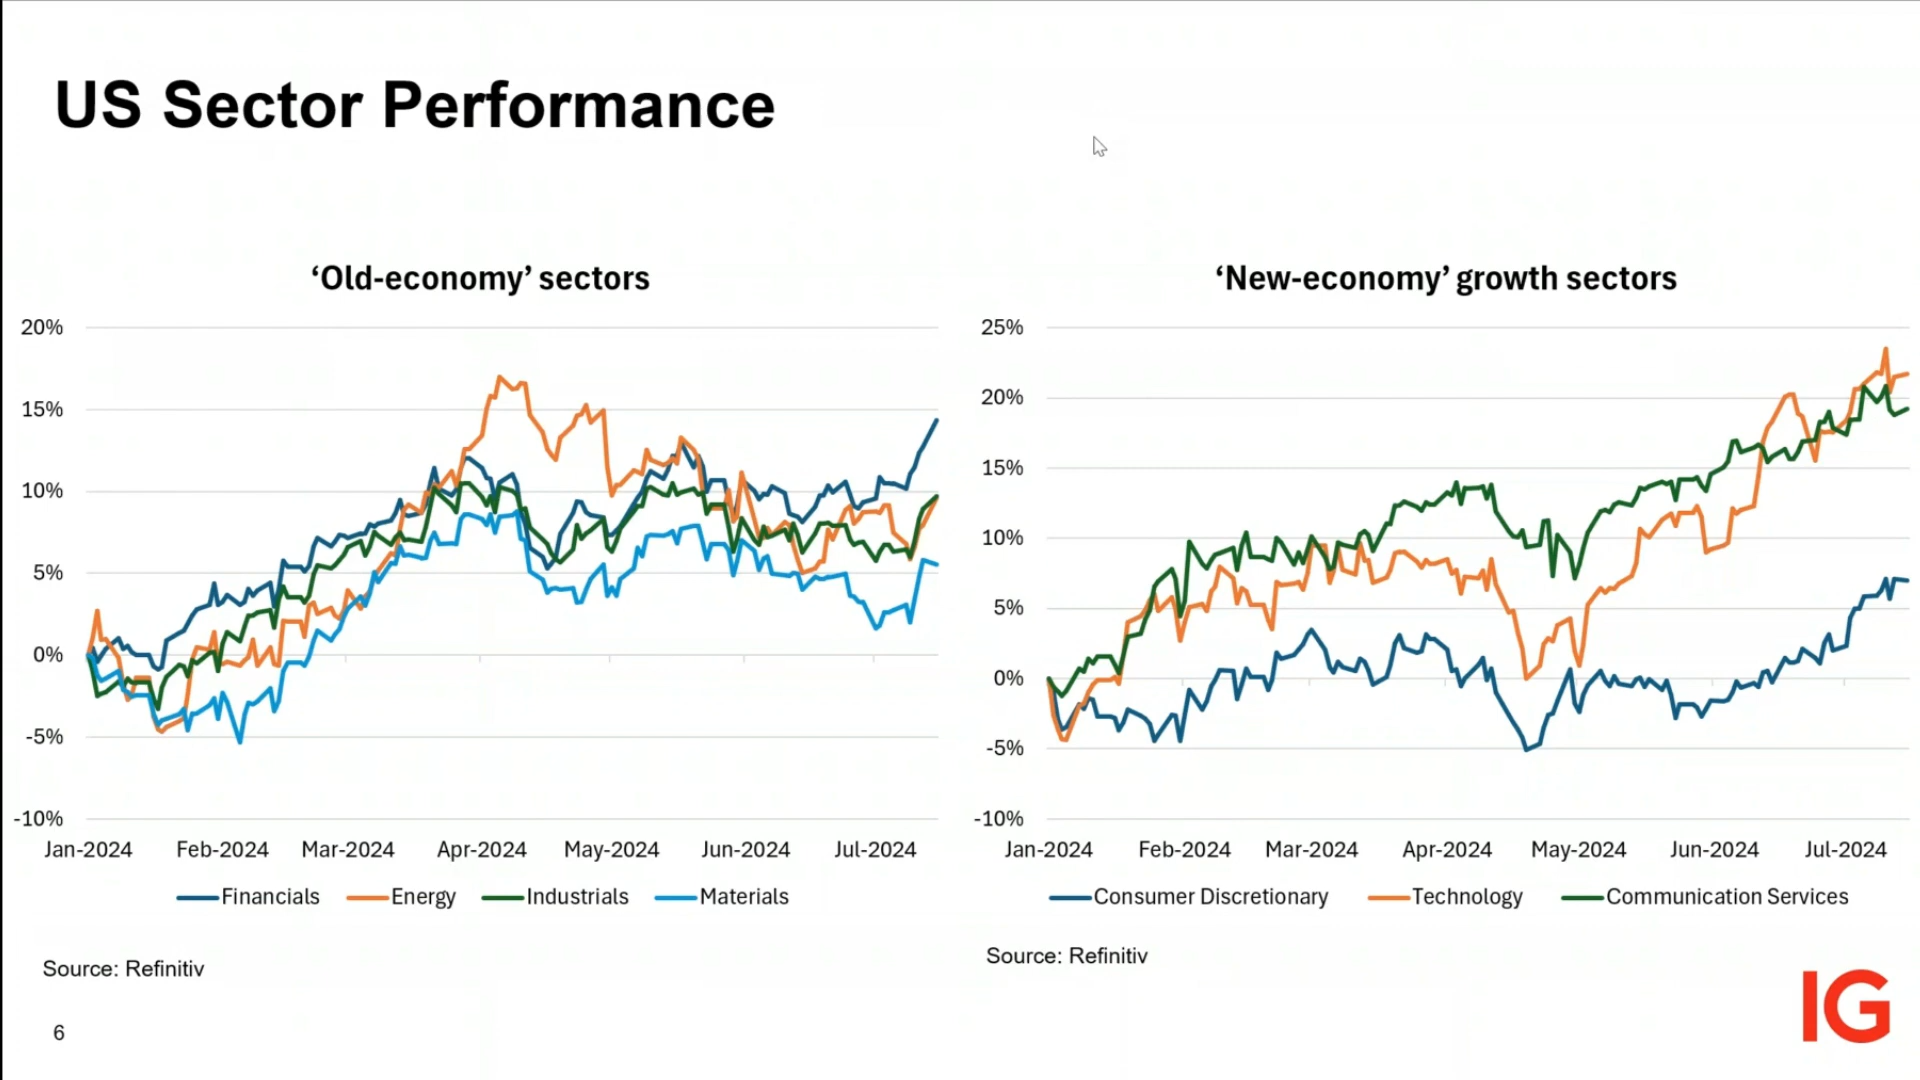 US Sector Performance
‘Old-economy’ sectors
20%
15%
10%
5%
0%
-5%
-10%
Jan-2024 Feb-2024 Mar-2024 Apr-2024 May-2024 Jun-2024 Jul-2024
Financials Energy Industrials Materials
Source: Refinitiv
‘New-economy’ growth sectors
25%
20%
15%
10%
5%
0%
-5%
-10%
Jan-2024 Feb-2024 Mar-2024 Apr-2024 May-2024 Jun-2024 Jul-2024
Consumer Discretionary Technology Communication Services
Source: Refinitiv
IG
6